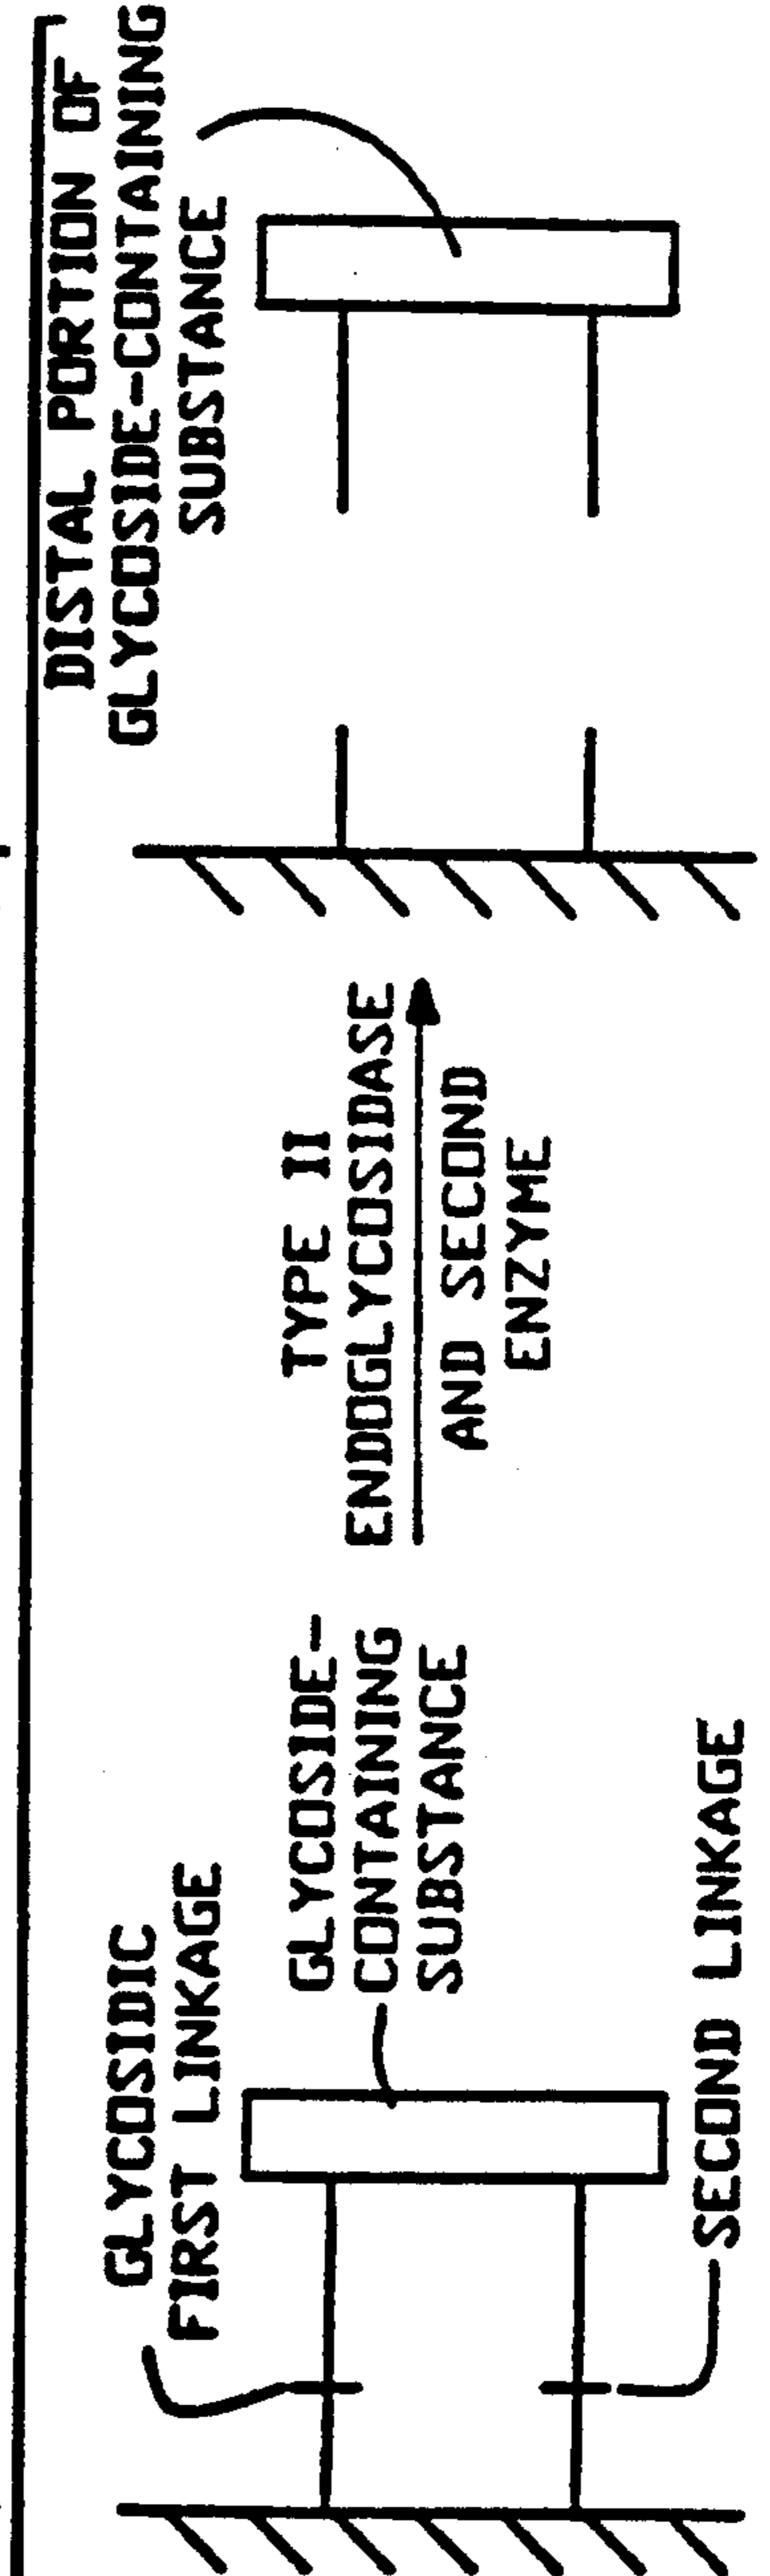 GLYCOSIDIC
FIRST LINKAGE
GLYCOSIDE-
CONTAINING
SUBSTANCE
SECOND LINKAGE
TYPE II
ENDOGLYCOSIDASE
AND SECOND
ENZYME
DISTAL PORTION OF
GLYCOSIDE-CONTAINING
SUBSTANCE